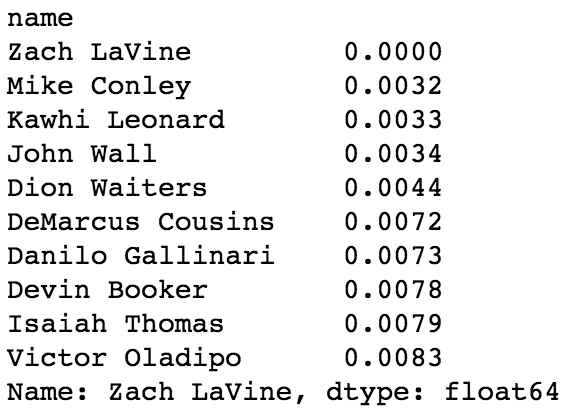 name
Zach LaVine 0.0000
Mike Conley 0.0032
Kawhi Leonard 0.0033
John Wall 0.0034
Dion Waiters 0.0044
DeMarcus Cousins 0.0072
Danilo Gallinari 0.0073
Devin Booker 0.0078
Isaiah Thomas 0.0079
Victor Oladipo 0.0083
Name: Zach LaVine, dtype: float64